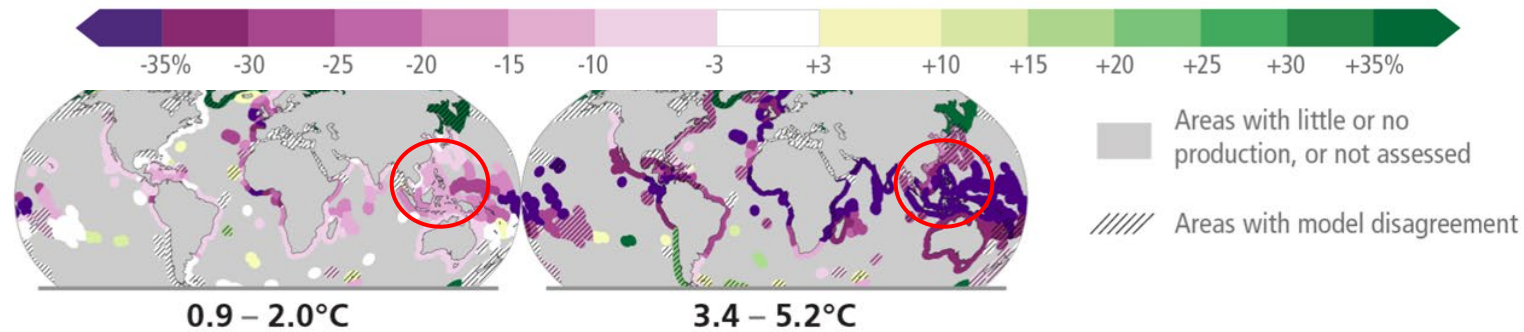 -35% -30 -25 -20 -15 -10 -3 +3 +10 +15 +20 +25 +30 +35%
Areas with little or no
production, or not assessed
Areas with model disagreement
0.9 – 2.0°C 3.4 – 5.2°C